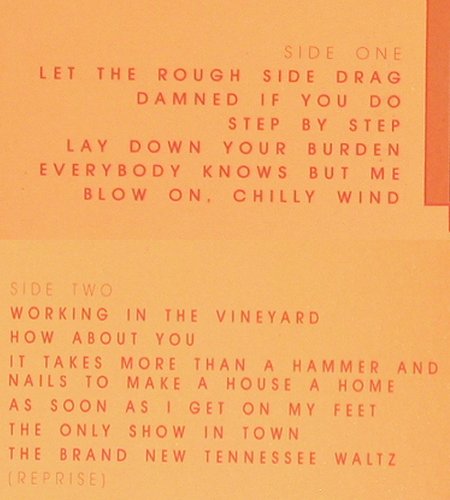 SIDE ONE
LET THE ROUGH SIDE DRAG
DAMNED IF YOU DO
STEP BY STEP
LAY DOWN YOUR BURDEN
EVERYBODY KNOWS BUT ME
BLOW ON, CHILLY WIND
SIDE TWO
WORKING IN THE VINEYARD
HOW ABOUT YOU
IT TAKES MORE THAN A HAMMER AND
NAILS TO MAKE A HOUSE A HOME
AS SOON AS I GET ON MY FEET
THE ONLY SHOW IN TOWN
THE BRAND NEW TENNESSEE WALTZ
(REPRISE)